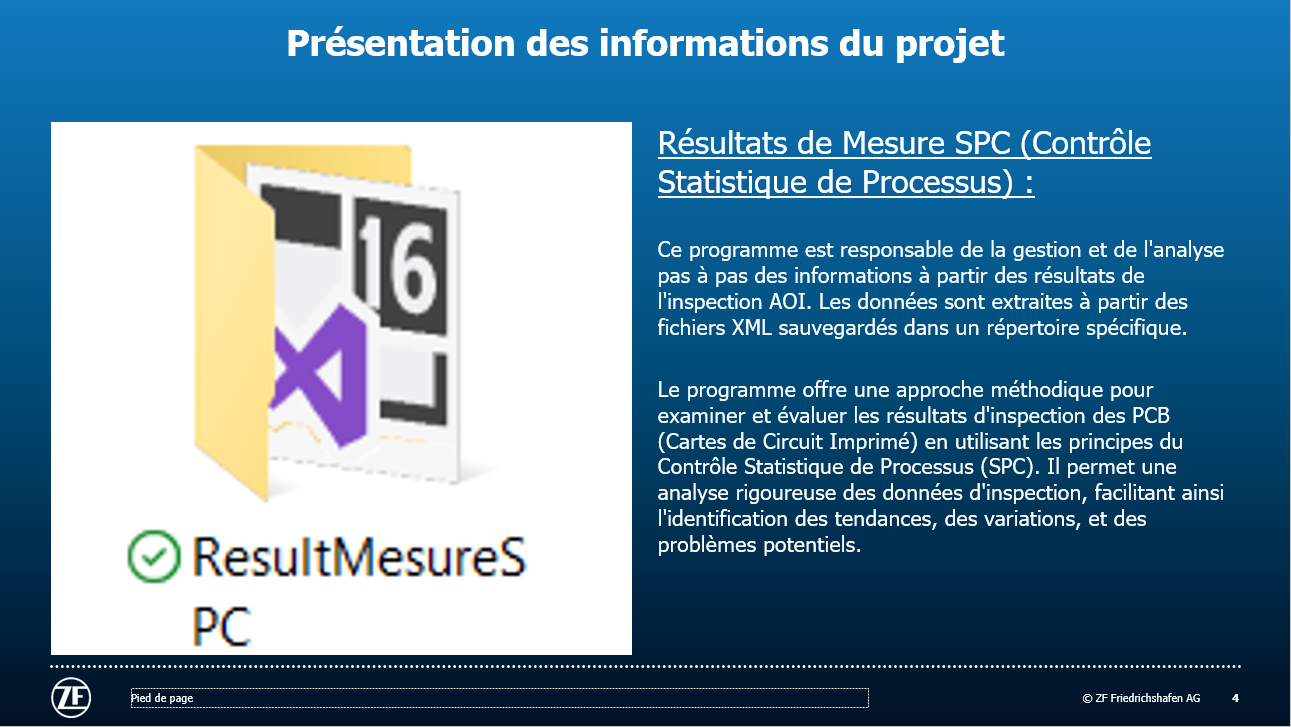 Présentation des informations du projet
16
ResultMesureS
PC
Résultats de Mesure SPC (Contrôle
Statistique de Processus) :
Ce programme est responsable de la gestion et de l'analyse
pas à pas des informations à partir des résultats de
l'inspection AOI. Les données sont extraites à partir des
fichiers XML sauvegardés dans un répertoire spécifique.
Le programme offre une approche méthodique pour
examiner et évaluer les résultats d'inspection des PCB
(Cartes de Circuit Imprimé) en utilisant les principes du
Contrôle Statistique de Processus (SPC). Il permet une
analyse rigoureuse des données d'inspection, facilitant ainsi
l'identification des tendances, des variations, et des
problèmes potentiels.
ZF
Pied de page
© ZF Friedrichshafen AG
4